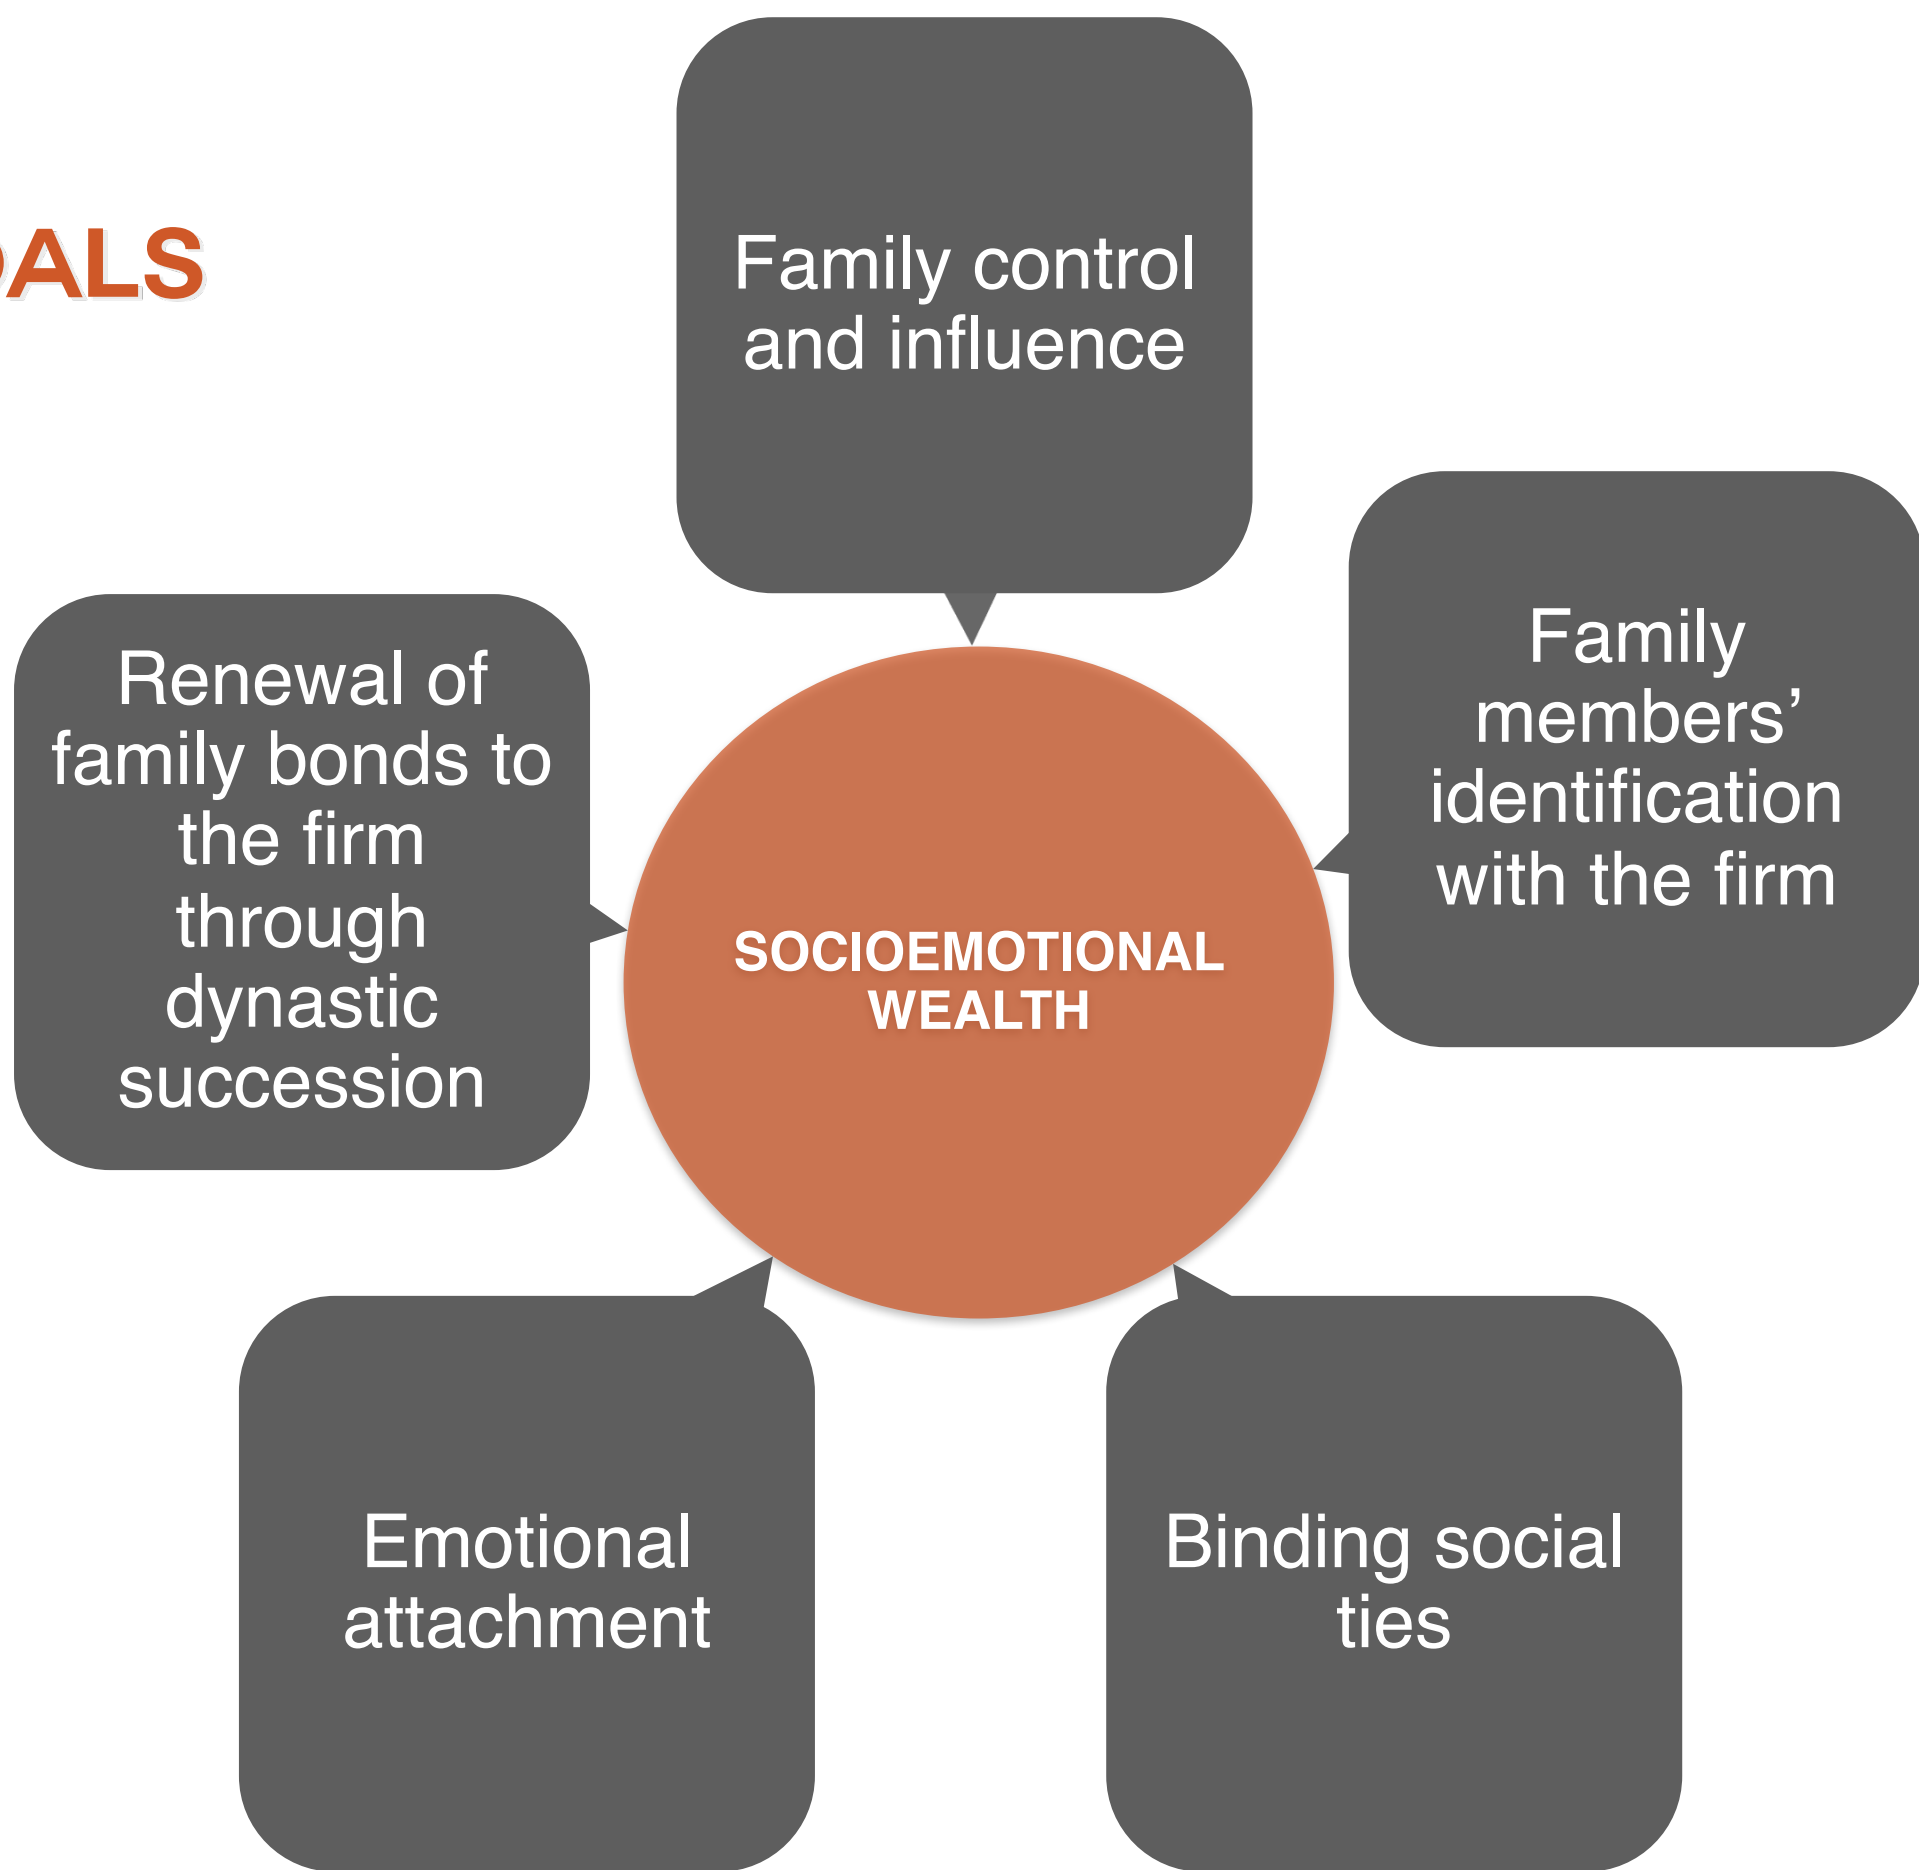 Family control
and influence
Family
members’
identification
with the firm
Renewal of
family bonds to
the firm
through
dynastic
succession
SOCIOEMOTIONAL
WEALTH
Emotional
attachment
Binding social
ties